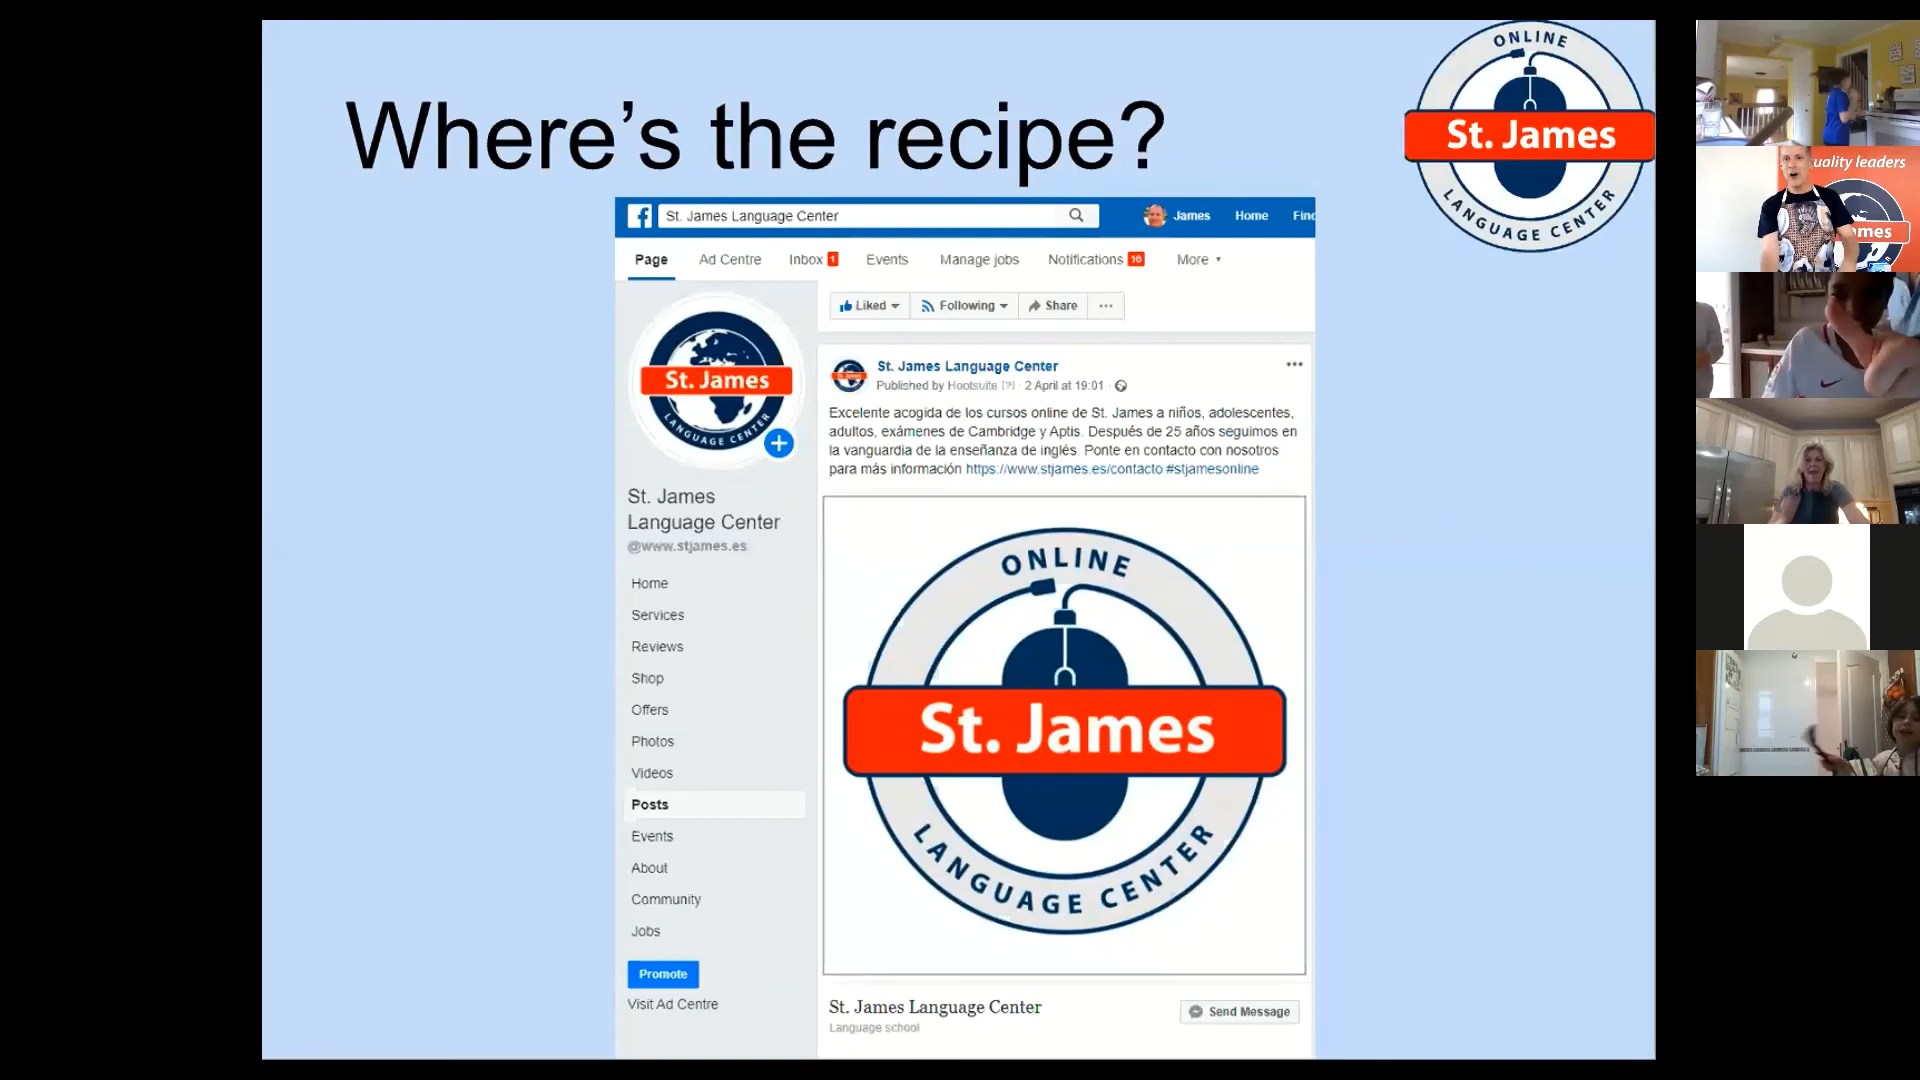 Where's the recipe?
ONLINE
St. James
LANGUAGE CENTER
St. James Language Center
James
Home
Page
Ad Centre
Inbox 1
Events
Manage jobs
Notifications
More
Liked
Following
Share
St. James
LANGUAGE CENTER
St. James
Language Center
@www.stjames.es
Home
Services
Reviews
Shop
Offers
Photos
Videos
Posts
Events
About
Community
Jobs
Promote
Visit Ad Centre
St. James Language Center
Published by Hootsuite [?] · 2 April at 19:01 ·
Excelente acogida de los cursos online de St. James a niños, adolescentes,
adultos, exámenes de Cambridge y Aptis. Después de 25 años seguimos en
la vanguardia de la enseñanza de inglés. Ponte en contacto con nosotros
para más información https://www.stjames.es/contacto #stjamesonline
ONLINE
St. James
LANGUAGE CENTER
St. James Language Center
Language school
Send Message
leaders